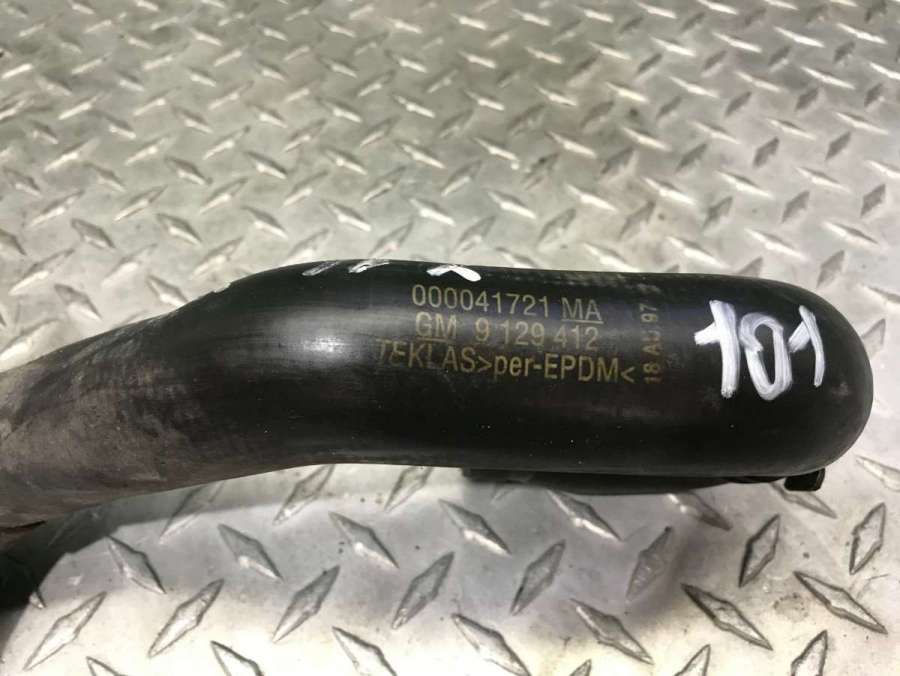 000041721 MA
GM 9 129 412
TEKLAS>per-EPDM<
101